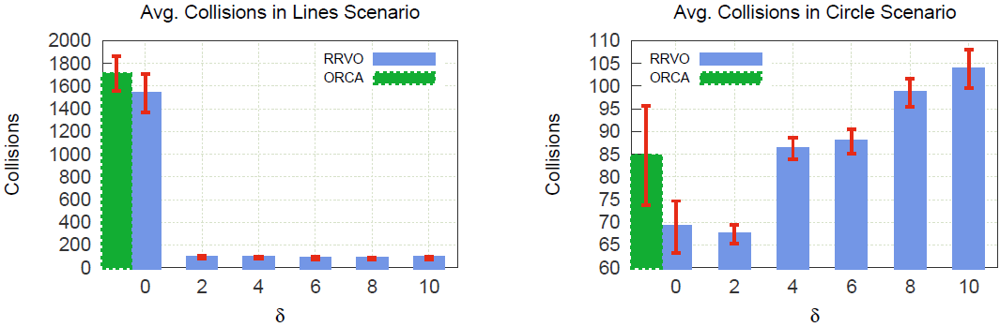 Avg. Collisions in Lines Scenario
2000
1800
1600
1400
1200
1000
800
600
400
200
0
Collisions
RRVO
ORCA
0 2 4 6 8 10
δ
Avg. Collisions in Circle Scenario
110
105
100
95
90
85
80
75
70
65
60
Collisions
RRVO
ORCA
0 2 4 6 8 10
δ